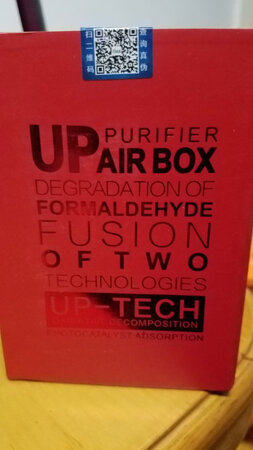 扫二维码
查询真伪
PURIFIER
UP AIR BOX
DEGRADATION OF
FORMALDEHYDE
FUSION
OF TWO
TECHNOLOGIES
UP-TECH
DECOMPOSITION
PHOTOCATALYST ADSORPTION